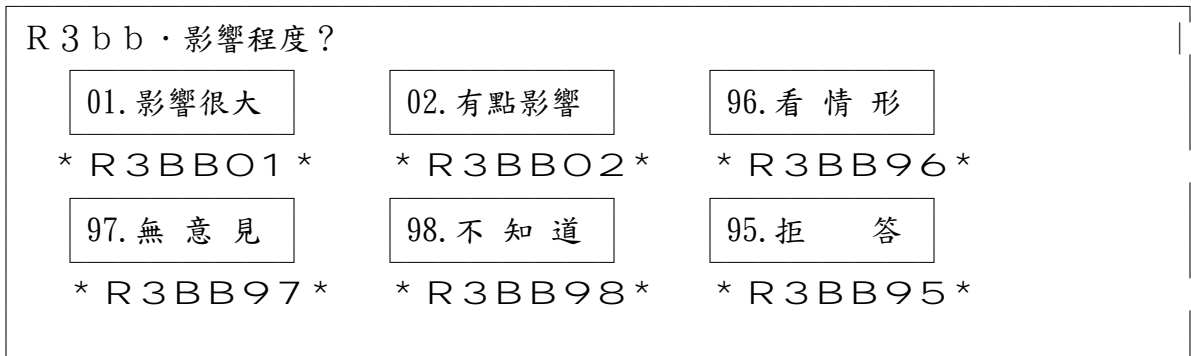 Ｒ３ｂｂ．影響程度？
01.影響很大 02.有點影響 96.看 情 形
*Ｒ３ＢＢ０１* *Ｒ３ＢＢ０２* *Ｒ３ＢＢ９６*
97.無 意 見 98.不 知 道 95.拒　　答
*Ｒ３ＢＢ９７* *Ｒ３ＢＢ９８* *Ｒ３ＢＢ９５*